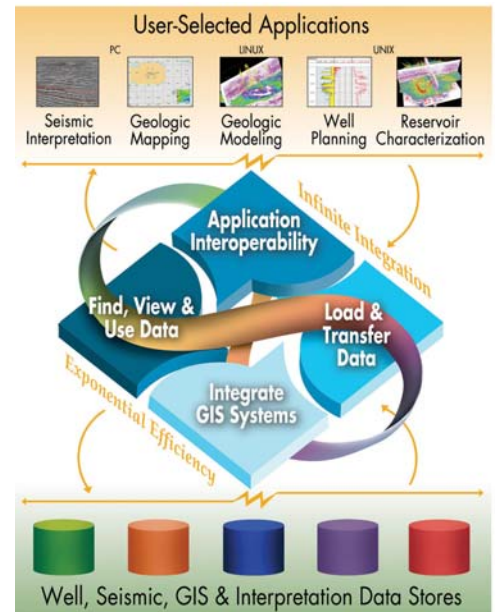 User-Selected Applications
PC LINUX UNIX
Seismic Interpretation
Geologic Mapping
Geologic Modeling
Well Planning
Reservoir Characterization
Application
Interoperability
Infinite Integration
Find, View &
Use Data
Load &
Transfer
Data
Integrate
GIS Systems
Exponential Efficiency
Well, Seismic, GIS & Interpretation Data Stores